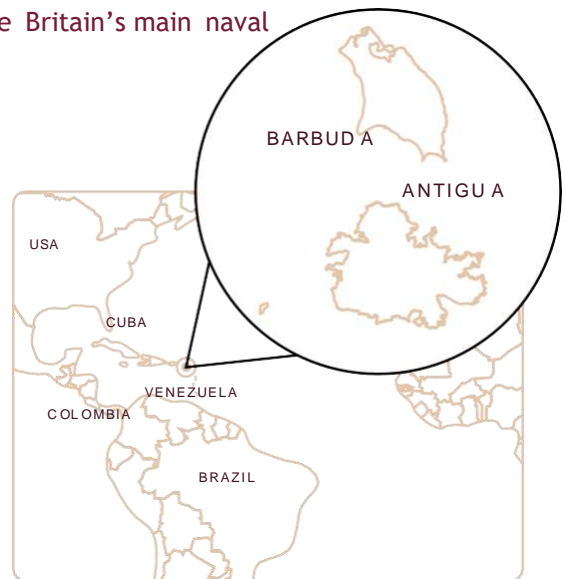 e Britain's main naval
BARBUD A
ANTIGU A
USA
CUBA
VENEZUELA
COLOMBIA
BRAZIL